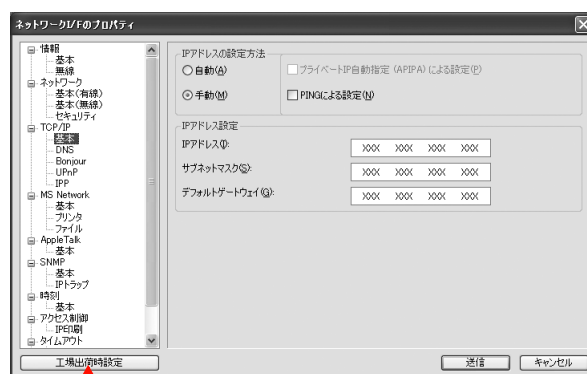 ネットワークI/Fのプロパティ
情報
基本
無線
ネットワーク
基本(有線)
基本(無線)
セキュリティ
TCP/IP
基本
DNS
Bonjour
UPnP
IPP
MS Network
基本
プリンタ
ファイル
AppleTalk
基本
SNMP
基本
IPトラップ
時刻
基本
アクセス制御
IPE印刷
タイムアウト
IPアドレスの設定方法
自動(A)
プライベートIP自動指定 (APIPA) による設定(P)
手動(M)
PINGによる設定(N)
IPアドレス設定
IPアドレス(I):
XXX XXX XXX XXX
サブネットマスク(S):
XXX XXX XXX XXX
デフォルトゲートウェイ(G):
XXX XXX XXX XXX
工場出荷時設定
送信
キャンセル